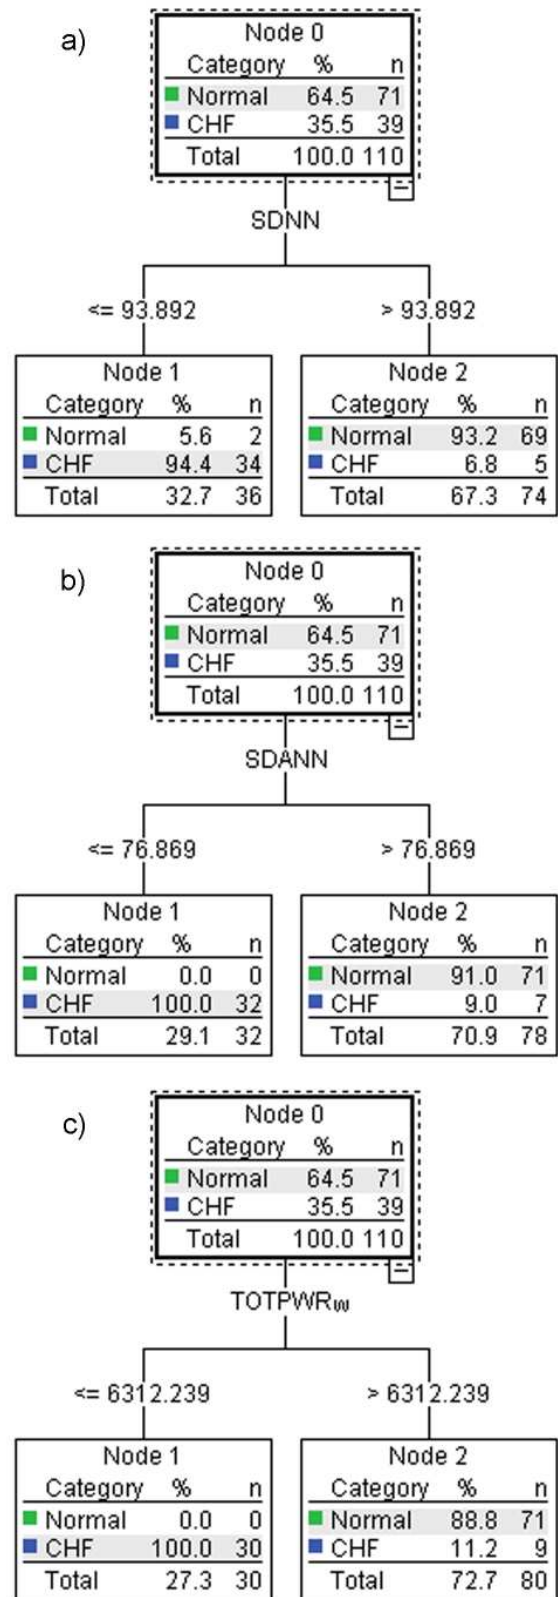 a)
Node 0
Category % n
Normal 64.5 71
CHF 35.5 39
Total 100.0 110
SDNN
<= 93.892 > 93.892
Node 1
Category % n
Normal 5.6 2
CHF 94.4 34
Total 32.7 36
Node 2
Category % n
Normal 93.2 69
CHF 6.8 5
Total 67.3 74
b)
Node 0
Category % n
Normal 64.5 71
CHF 35.5 39
Total 100.0 110
SDANN
<= 76.869 > 76.869
Node 1
Category % n
Normal 0.0 0
CHF 100.0 32
Total 29.1 32
Node 2
Category % n
Normal 91.0 71
CHF 9.0 7
Total 70.9 78
c)
Node 0
Category % n
Normal 64.5 71
CHF 35.5 39
Total 100.0 110
TOTPWRw
<= 6312.239 > 6312.239
Node 1
Category % n
Normal 0.0 0
CHF 100.0 30
Total 27.3 30
Node 2
Category % n
Normal 88.8 71
CHF 11.2 9
Total 72.7 80